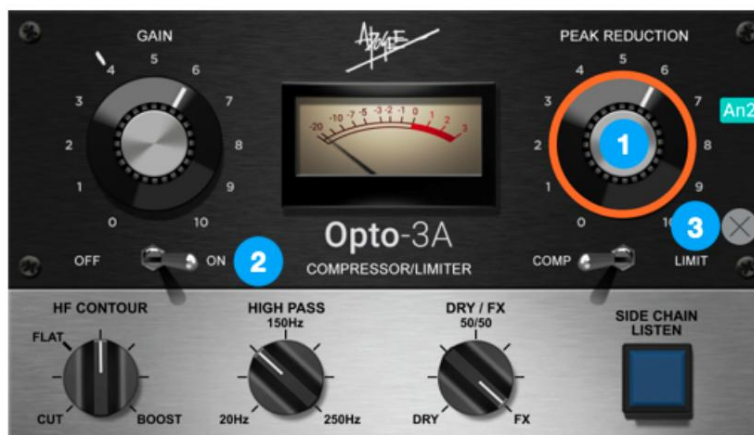 GAIN
APOGEE
PEAK REDUCTION
0 1 2 3 4 5 6 7 8 9 10
-20 -10 -7 -5 -3 -2 -1 0 1 2 3
0 1 2 3 4 5 6 7 8 9 10
1
An2
Opto-3A
COMPRESSOR/LIMITER
OFF
ON
2
COMP
LIMIT
3
HF CONTOUR
FLAT
CUT
BOOST
HIGH PASS
150Hz
20Hz
250Hz
DRY / FX
50/50
DRY
FX
SIDE CHAIN
LISTEN